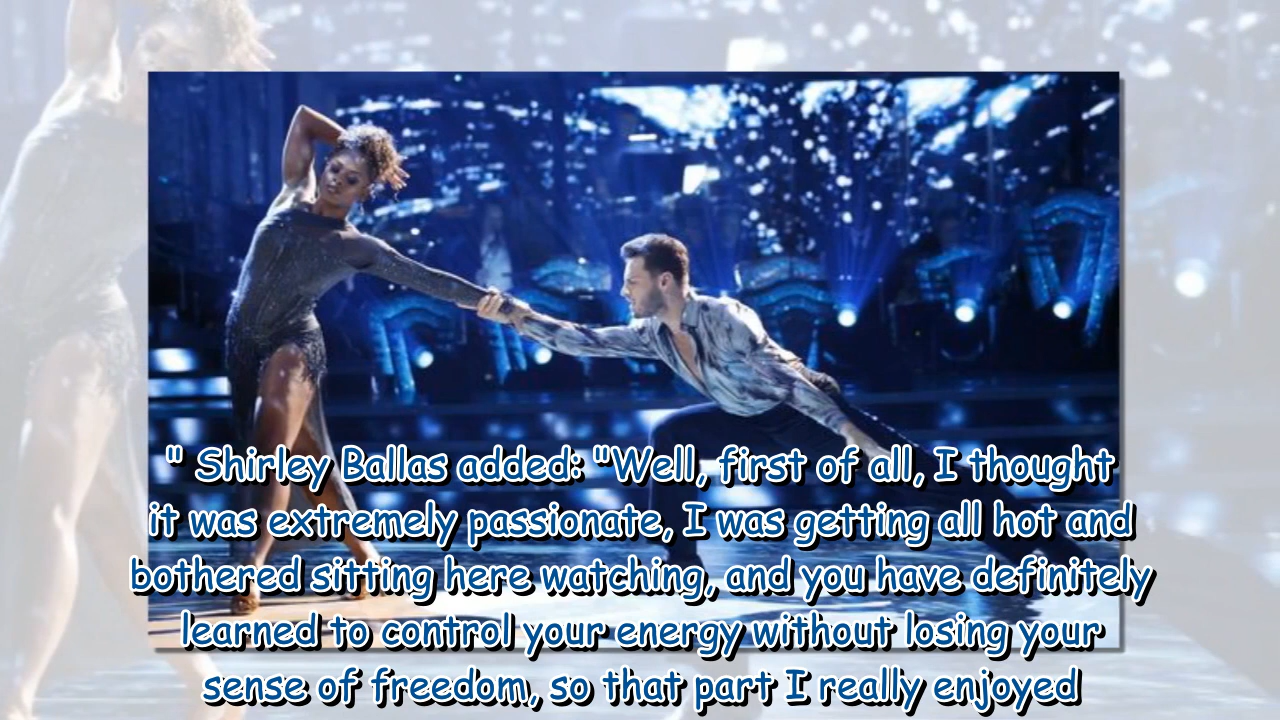 " Shirley Ballas added: "Well, first of all, I thought
it was extremely passionate, I was getting all hot and
bothered sitting here watching, and you have definitely
learned to control your energy without losing your
sense of freedom, so that part I really enjoyed